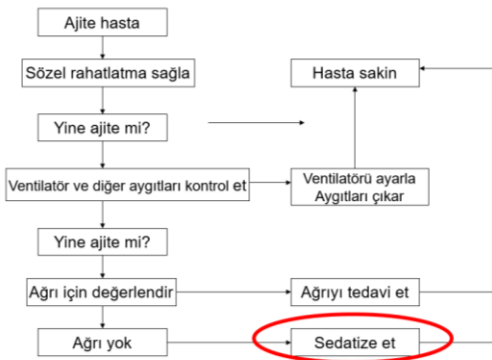 Ajite hasta
Sözel rahatlatma sağla
Hasta sakin
Yine ajite mi?
Ventilatör ve diğer aygıtları kontrol et
Ventilatörü ayarla
Aygıtları çıkar
Yine ajite mi?
Ağrı için değerlendir
Ağrıyı tedavi et
Ağrı yok
Sedatize et